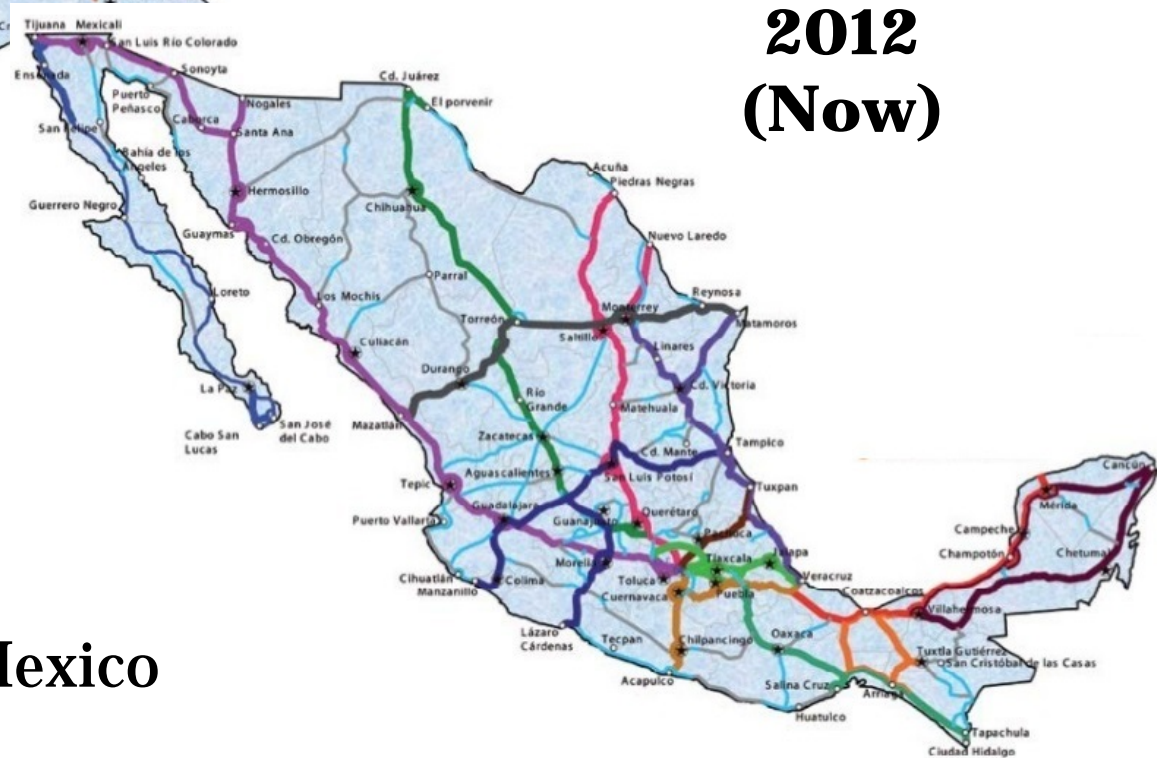 2012
(Now)
Tijuana Mexicali
San Luis Río Colorado
Ensenada
Sonoyta
Puerto
Peñasco
Nogales
Caborca
Santa Ana
San Felipe
Bahía de los
Angeles
Cd. Juárez
El porvenir
Acuña
Piedras Negras
Guerrero Negro
Hermosillo
Chihuahua
Guaymas
Cd. Obregón
Nuevo Laredo
Parral
Loreto
Los Mochis
Reynosa
Monterrey
Torreón
Matamoros
Saltillo
Culiacán
Linares
Durango
La Paz
Cd. Victoria
Río
Grande
Matehuala
San José
del Cabo
Mazatlán
Cabo San
Lucas
Zacatecas
Tampico
Cd. Mante
Aguascalientes
San Luis Potosí
Tepic
Cancún
Tuxpan
Mérida
Guadalajara
Puerto Vallarta
Guanajuato
Querétaro
Pachuca
Campeche
Jalapa
Champotón
Chetumal
Morelia
Tlaxcala
Cihuatlán
Manzanillo
Colima
Toluca
Veracruz
Cuernavaca
Puebla
Coatzacoalcos
Villahermosa
Lázaro
Cárdenas
Tecpan
Chilpancingo
Oaxaca
Tuxtla Gutiérrez
San Cristóbal de las Casas
Acapulco
Salina Cruz
Arriaga
Huatulco
Tapachula
Ciudad Hidalgo